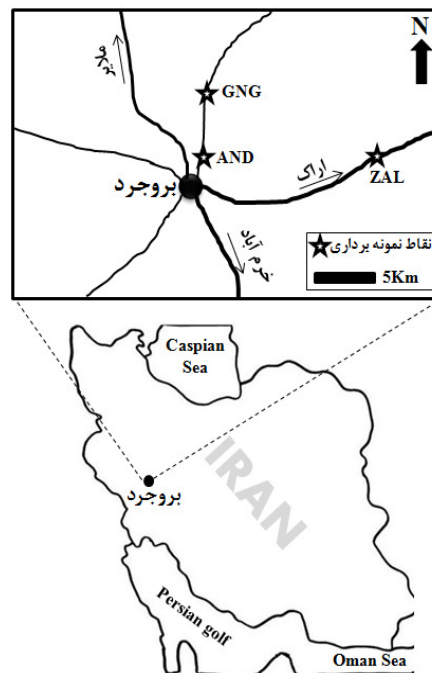 N
ملایر
GNG
AND
اراک
ZAL
بروجرد
خرم آباد
نقاط نمونه برداری
5Km
Caspian
Sea
IRAN
بروجرد
Persian golf
Oman Sea